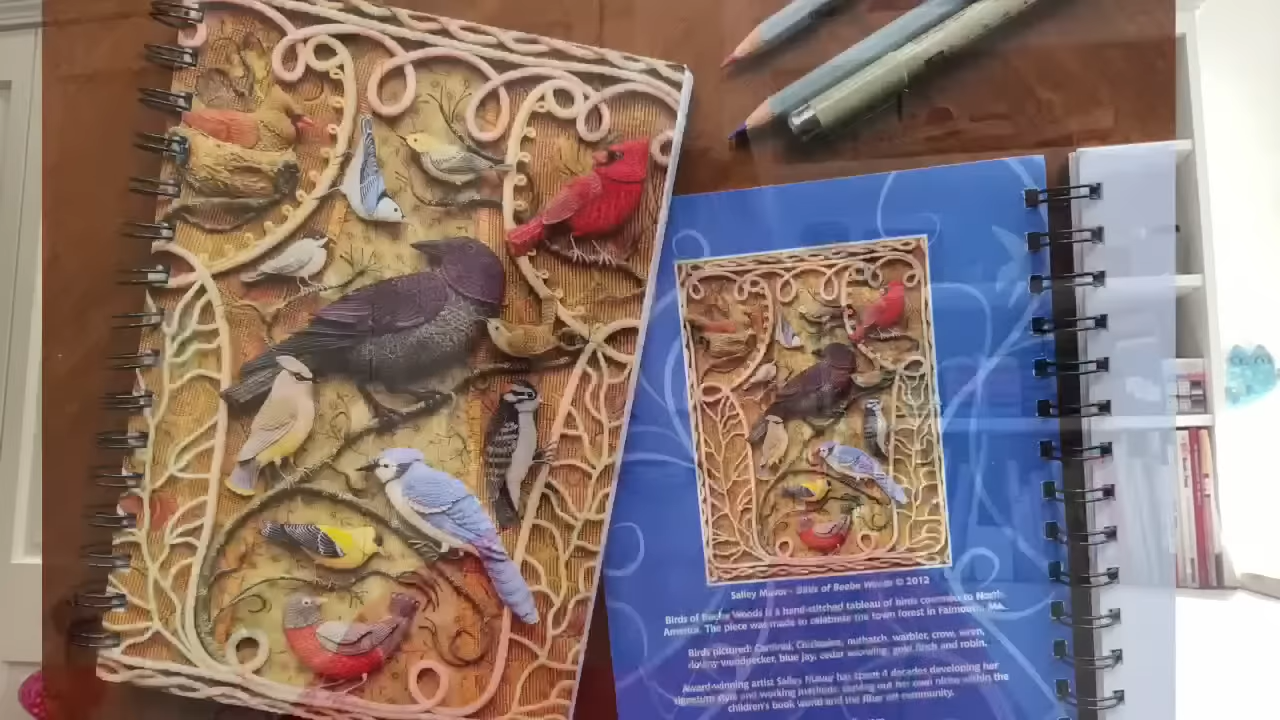 Salley Mavor - Birds of Beebe Woods © 2012
Birds of Beebe Woods is a hand-stitched tableau of birds common to North
America. The piece was made to celebrate the town forest in Falmouth, MA.
Birds pictured: Cardinal, Chickadee, nuthatch, warbler, crow, wren,
downy woodpecker, blue jay, cedar waxwing, gold finch and robin.
Award-winning artist Salley Mavor has spent 4 decades developing her
signature style and working methods, carving out her own niche within the
children's book world and the fiber art community.